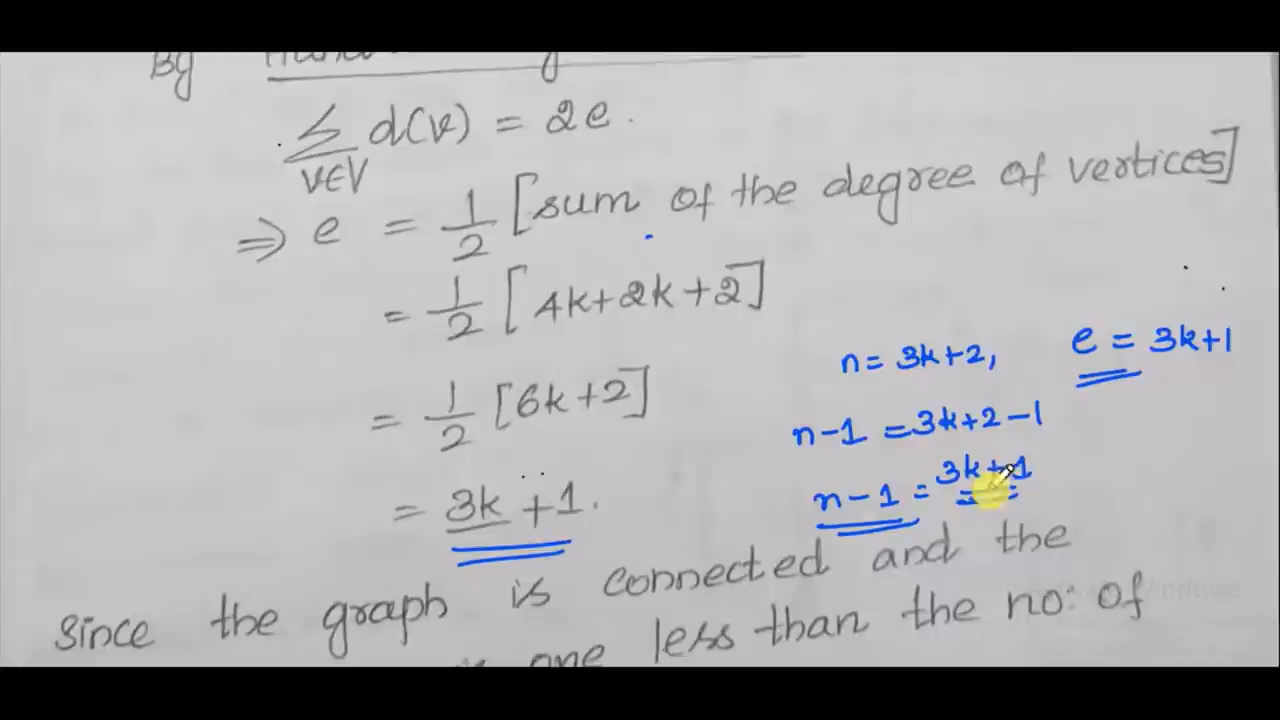 By
∑ d(v) = 2e.
v∈V
⇒ e = 1/2 [sum of the degree of vertices]
= 1/2 [4k+2k+2]
= 1/2 [6k+2]
= 3k+1.
n = 3k+2, e = 3k+1
n-1 = 3k+2-1
n-1 = 3k+1
Since the graph is connected and the
is one less than the no: of